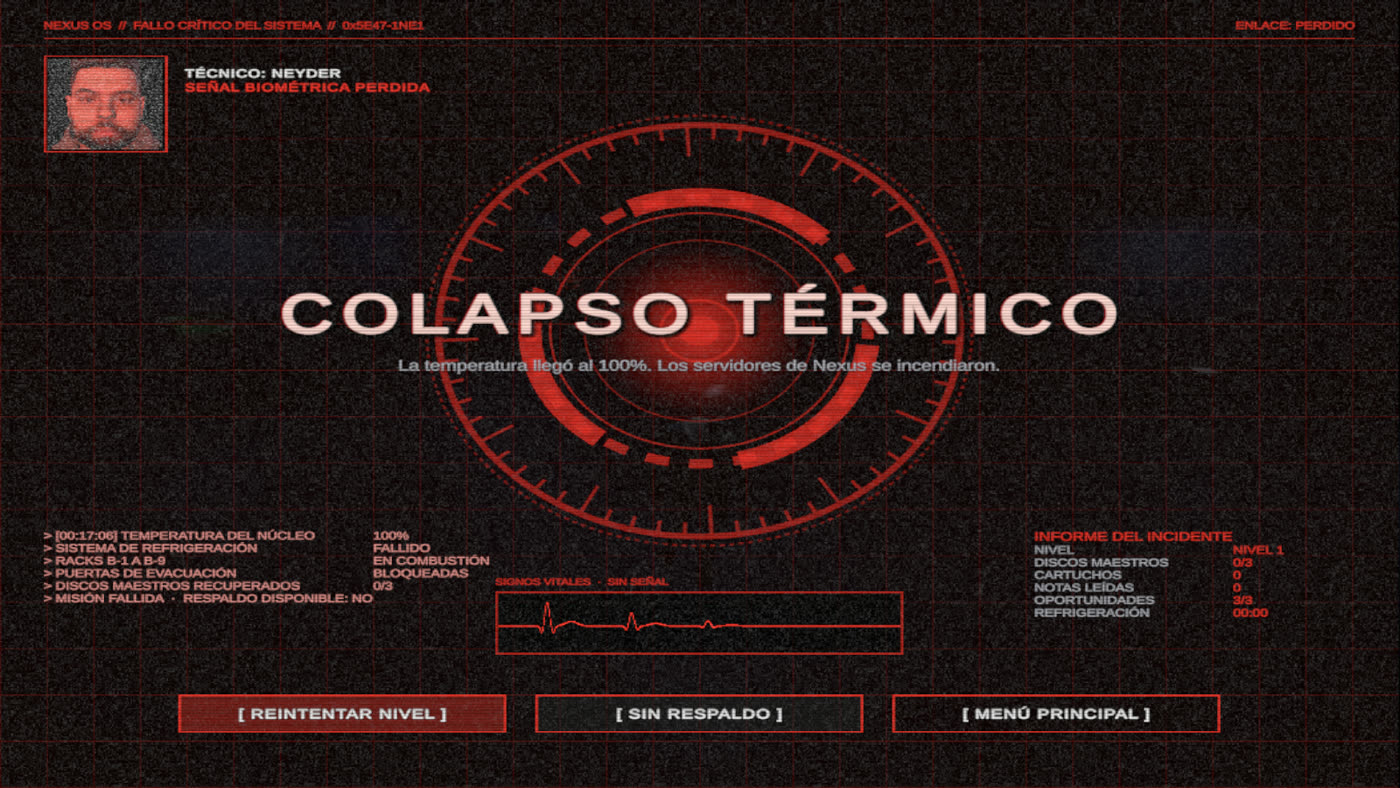 NEXUS OS // FALLO CRÍTICO DEL SISTEMA // 0x5E47-1NE1
ENLACE: PERDIDO
TÉCNICO: NEYDER
SEÑAL BIOMÉTRICA PERDIDA
COLAPSO TÉRMICO
La temperatura llegó al 100%. Los servidores de Nexus se incendiaron.
> [00:17:06] TEMPERATURA DEL NÚCLEO 100%
> SISTEMA DE REFRIGERACIÓN FALLIDO
> RACKS B-1 A B-9 EN COMBUSTIÓN
> PUERTAS DE EVACUACIÓN BLOQUEADAS
> DISCOS MAESTROS RECUPERADOS 0/3
> MISIÓN FALLIDA · RESPALDO DISPONIBLE: NO
SIGNOS VITALES · SIN SEÑAL
INFORME DEL INCIDENTE
NIVEL NIVEL 1
DISCOS MAESTROS 0/3
CARTUCHOS 0
NOTAS LEÍDAS 0
OPORTUNIDADES 3/3
REFRIGERACIÓN 00:00
[ REINTENTAR NIVEL ]
[ SIN RESPALDO ]
[ MENÚ PRINCIPAL ]